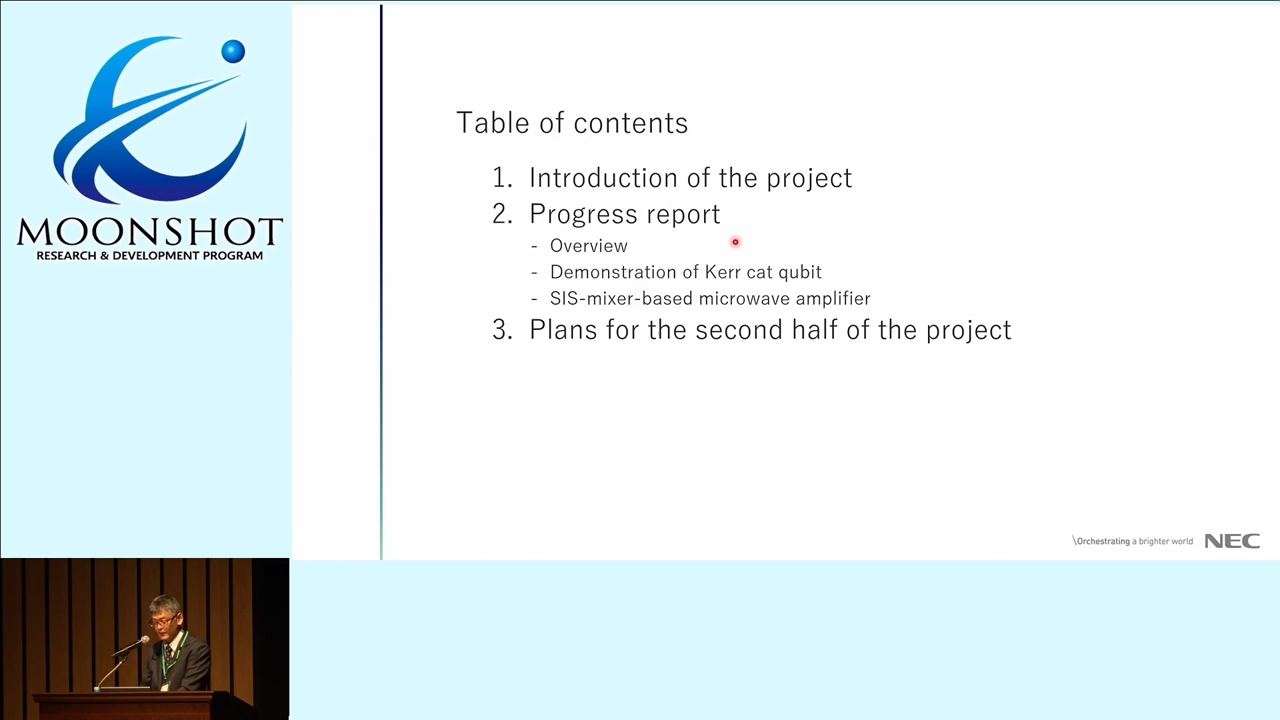 MOONSHOT
RESEARCH & DEVELOPMENT PROGRAM
Table of contents
1. Introduction of the project
2. Progress report
- Overview
- Demonstration of Kerr cat qubit
- SIS-mixer-based microwave amplifier
3. Plans for the second half of the project
\Orchestrating a brighter world NEC